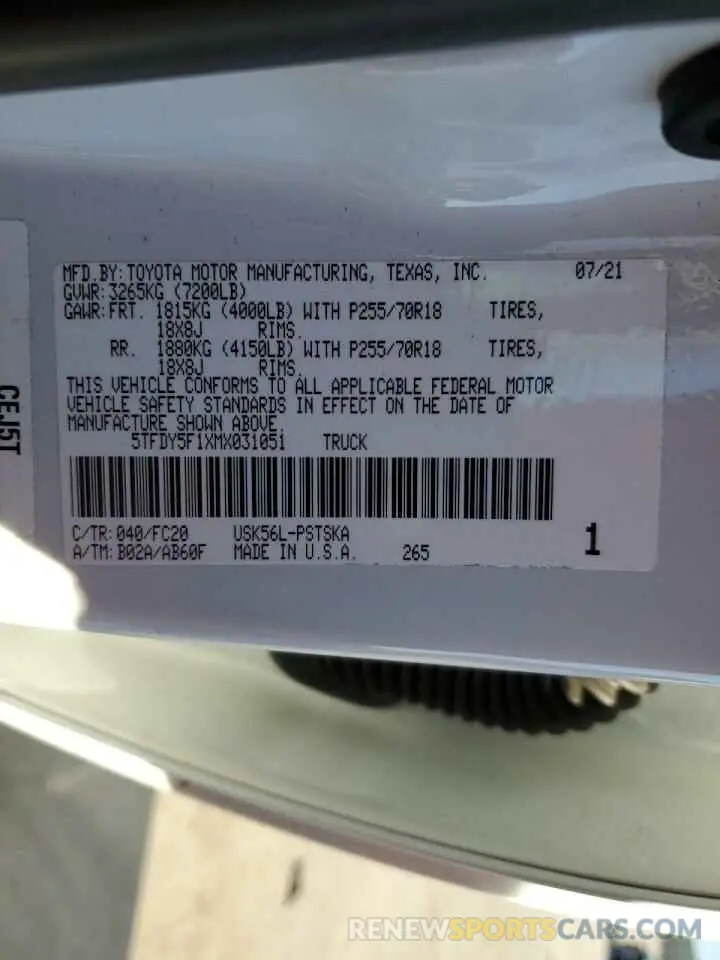 MFD.BY:TOYOTA MOTOR MANUFACTURING, TEXAS, INC. 07/21
GVWR:3265KG (7200LB)
GAWR:FRT. 1815KG (4000LB) WITH P255/70R18 TIRES,
18X8J RIMS.
RR. 1880KG (4150LB) WITH P255/70R18 TIRES,
18X8J RIMS.
THIS VEHICLE CONFORMS TO ALL APPLICABLE FEDERAL MOTOR
VEHICLE SAFETY STANDARDS IN EFFECT ON THE DATE OF
MANUFACTURE SHOWN ABOVE.
5TFDY5F1XMX031051 TRUCK
C/TR:040/FC20 USK56L-PSTSKA
A/TM:B02A/AB60F MADE IN U.S.A. 265 1
CEJ5T
RENEWSPORTSCARS.COM